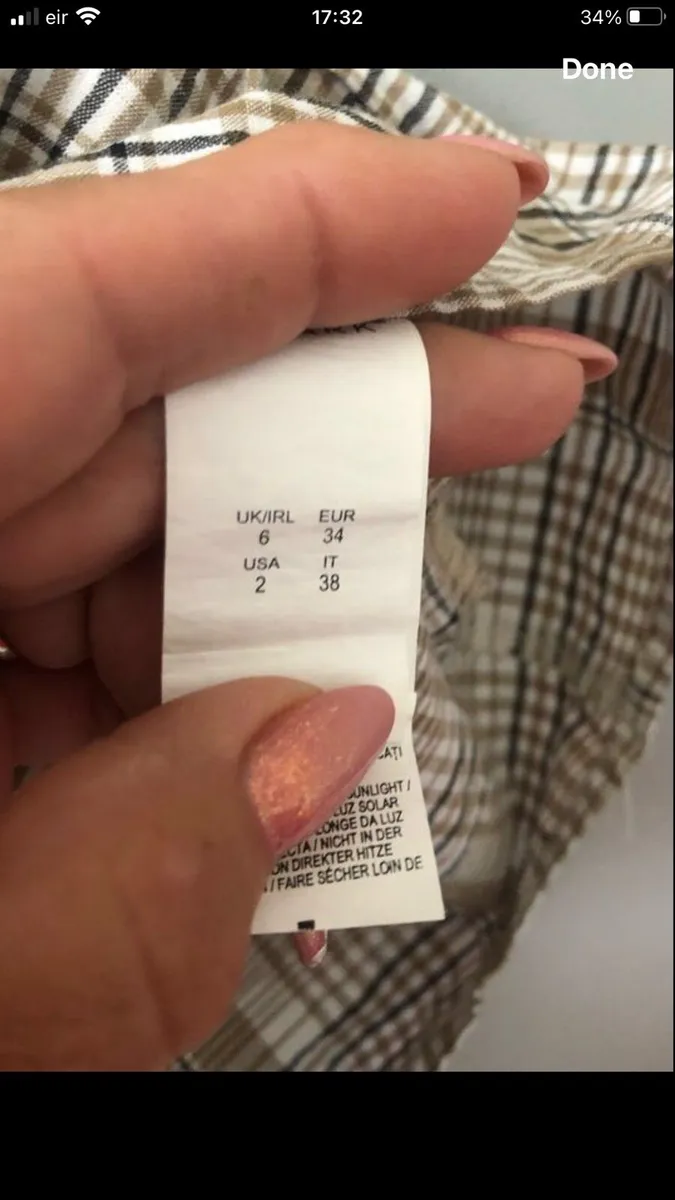 eir 17:32 34%
Done
UK/IRL EUR
6 34
USA IT
2 38
SUNLIGHT /
LUZ SOLAR
LONGE DA LUZ
/ NICHT IN DER
DIREKTER HITZE
/ FAIRE SÉCHER LOIN DE